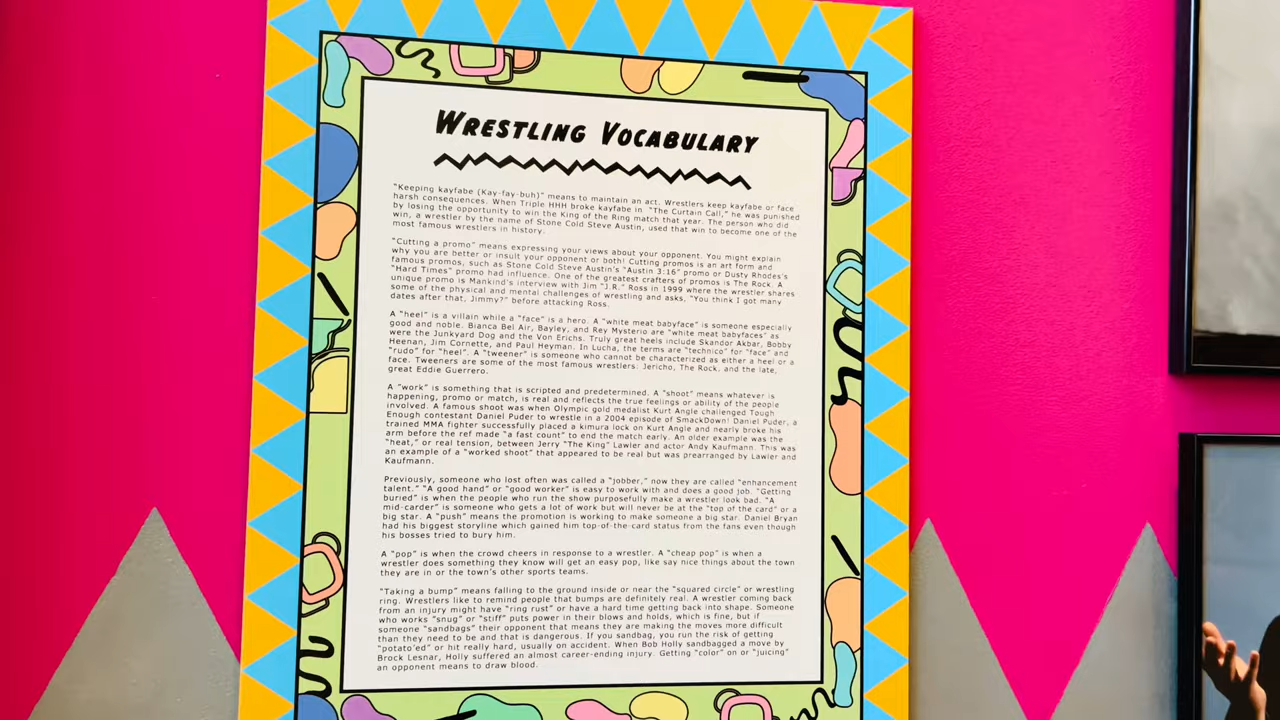 WRESTLING VOCABULARY
"Keeping kayfabe (Kay-fay-buh)" means to maintain an act. Wrestlers keep kayfabe or face
harsh consequences. When Triple HHH broke kayfabe in "The Curtain Call," he was punished
by losing the opportunity to win the King of the Ring match that year. The person who did
win, a wrestler by the name of Stone Cold Steve Austin, used that win to become one of the
most famous wrestlers in history.
"Cutting a promo" means expressing your views about your opponent. You might explain
why you are better or insult your opponent or both! Cutting promos is an art form and
famous promos, such as Stone Cold Steve Austin's "Austin 3:16" promo or Dusty Rhodes's
"Hard Times" promo had influence. One of the greatest crafters of promos is The Rock. A
unique promo is Mankind's interview with Jim "J.R." Ross in 1999 where the wrestler shares
some of the physical and mental challenges of wrestling and asks, "You think I got many
dates after that, Jimmy?" before attacking Ross.
A "heel" is a villain while a "face" is a hero. A "white meat babyface" is someone especially
good and noble. Bianca Bel Air, Bayley, and Rey Mysterio are "white meat babyfaces" as
were the Junkyard Dog and the Von Erichs. Truly great heels include Skandor Akbar, Bobby
Heenan, Jim Cornette, and Paul Heyman. In Lucha, the terms are "technico" for "face" and
"rudo" for "heel". A "tweener" is someone who cannot be characterized as either a heel or a
face. Tweeners are some of the most famous wrestlers: Jericho, The Rock, and the late,
great Eddie Guerrero.
A "work" is something that is scripted and predetermined. A "shoot" means whatever is
happening, promo or match, is real and reflects the true feelings or ability of the people
involved. A famous shoot was when Olympic gold medalist Kurt Angle challenged Tough
Enough contestant Daniel Puder to wrestle in a 2004 episode of SmackDown! Daniel Puder, a
trained MMA fighter successfully placed a kimura lock on Kurt Angle and nearly broke his
arm before the ref made "a fast count" to end the match early. An older example was the
"heat," or real tension, between Jerry "The King" Lawler and actor Andy Kaufmann. This was
an example of a "worked shoot" that appeared to be real but was prearranged by Lawler and
Kaufmann.
Previously, someone who lost often was called a "jobber," now they are called "enhancement
talent." "A good hand" or "good worker" is easy to work with and does a good job. "Getting
buried" is when the people who run the show purposefully make a wrestler look bad. "A
mid-carder" is someone who gets a lot of work but will never be at the "top of the card" or a
big star. A "push" means the promotion is working to make someone a big star. Daniel Bryan
had his biggest storyline which gained him top-of-the-card status from the fans even though
his bosses tried to bury him.
A "pop" is when the crowd cheers in response to a wrestler. A "cheap pop" is when a
wrestler does something they know will get an easy pop, like say nice things about the town
they are in or the town's other sports teams.
"Taking a bump" means falling to the ground inside or near the "squared circle" or wrestling
ring. Wrestlers like to remind people that bumps are definitely real. A wrestler coming back
from an injury might have "ring rust" or have a hard time getting back into shape. Someone
who works "snug" or "stiff" puts power in their blows and holds, which is fine, but if
someone "sandbags" their opponent that means they are making the moves more difficult
than they need to be and that is dangerous. If you sandbag, you run the risk of getting
"potato'ed" or hit really hard, usually on accident. When Bob Holly sandbagged a move by
Brock Lesnar, Holly suffered an almost career-ending injury. Getting "color" on or "juicing"
an opponent means to draw blood.